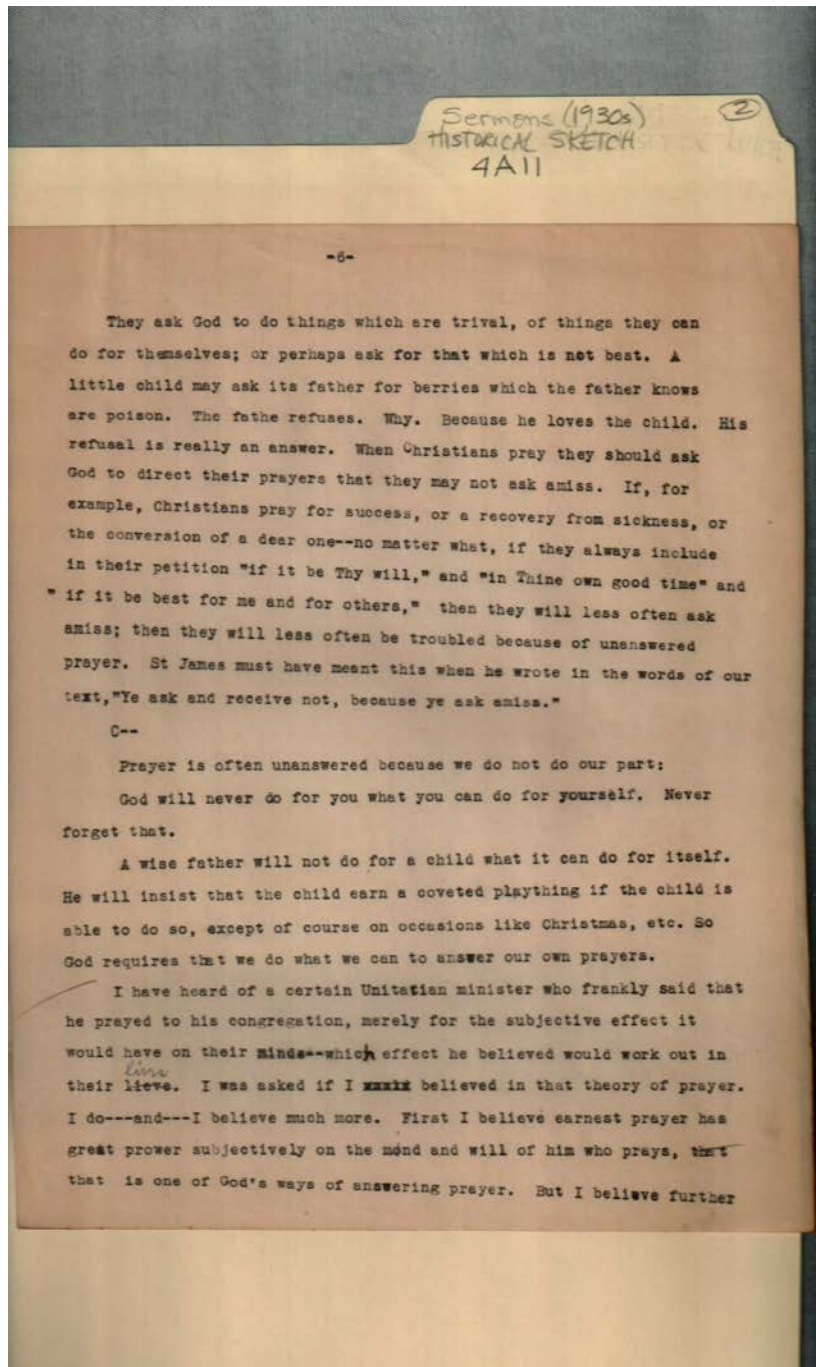 Sermons (1930s) 2
HISTORICAL SKETCH
4A11
-6-
They ask God to do things which are trival, of things they can
do for themselves; or perhaps ask for that which is not best. A
little child may ask its father for berries which the father knows
are poison. The fathe refuses. Why. Because he loves the child. His
refusal is really an answer. When Christians pray they should ask
God to direct their prayers that they may not ask amiss. If, for
example, Christians pray for success, or a recovery from sickness, or
the conversion of a dear one--no matter what, if they always include
in their petition "if it be Thy will," and "in Thine own good time" and
" if it be best for me and for others," then they will less often ask
amiss; then they will less often be troubled because of unanswered
prayer. St James must have meant this when he wrote in the words of our
text,"Ye ask and receive not, because ye ask amiss."
C--
Prayer is often unanswered because we do not do our part:
God will never do for you what you can do for yourself. Never
forget that.
A wise father will not do for a child what it can do for itself.
He will insist that the child earn a coveted plaything if the child is
able to do so, except of course on occasions like Christmas, etc. So
God requires that we do what we can to answer our own prayers.
I have heard of a certain Unitatian minister who frankly said that
he prayed to his congregation, merely for the subjective effect it
would have on their minds--which effect he believed would work out in
lives
their lieve. I was asked if I xxxxx believed in that theory of prayer.
I do---and---I believe much more. First I believe earnest prayer has
great prower subjectively on the mind and will of him who prays, that
that is one of God's ways of answering prayer. But I believe further